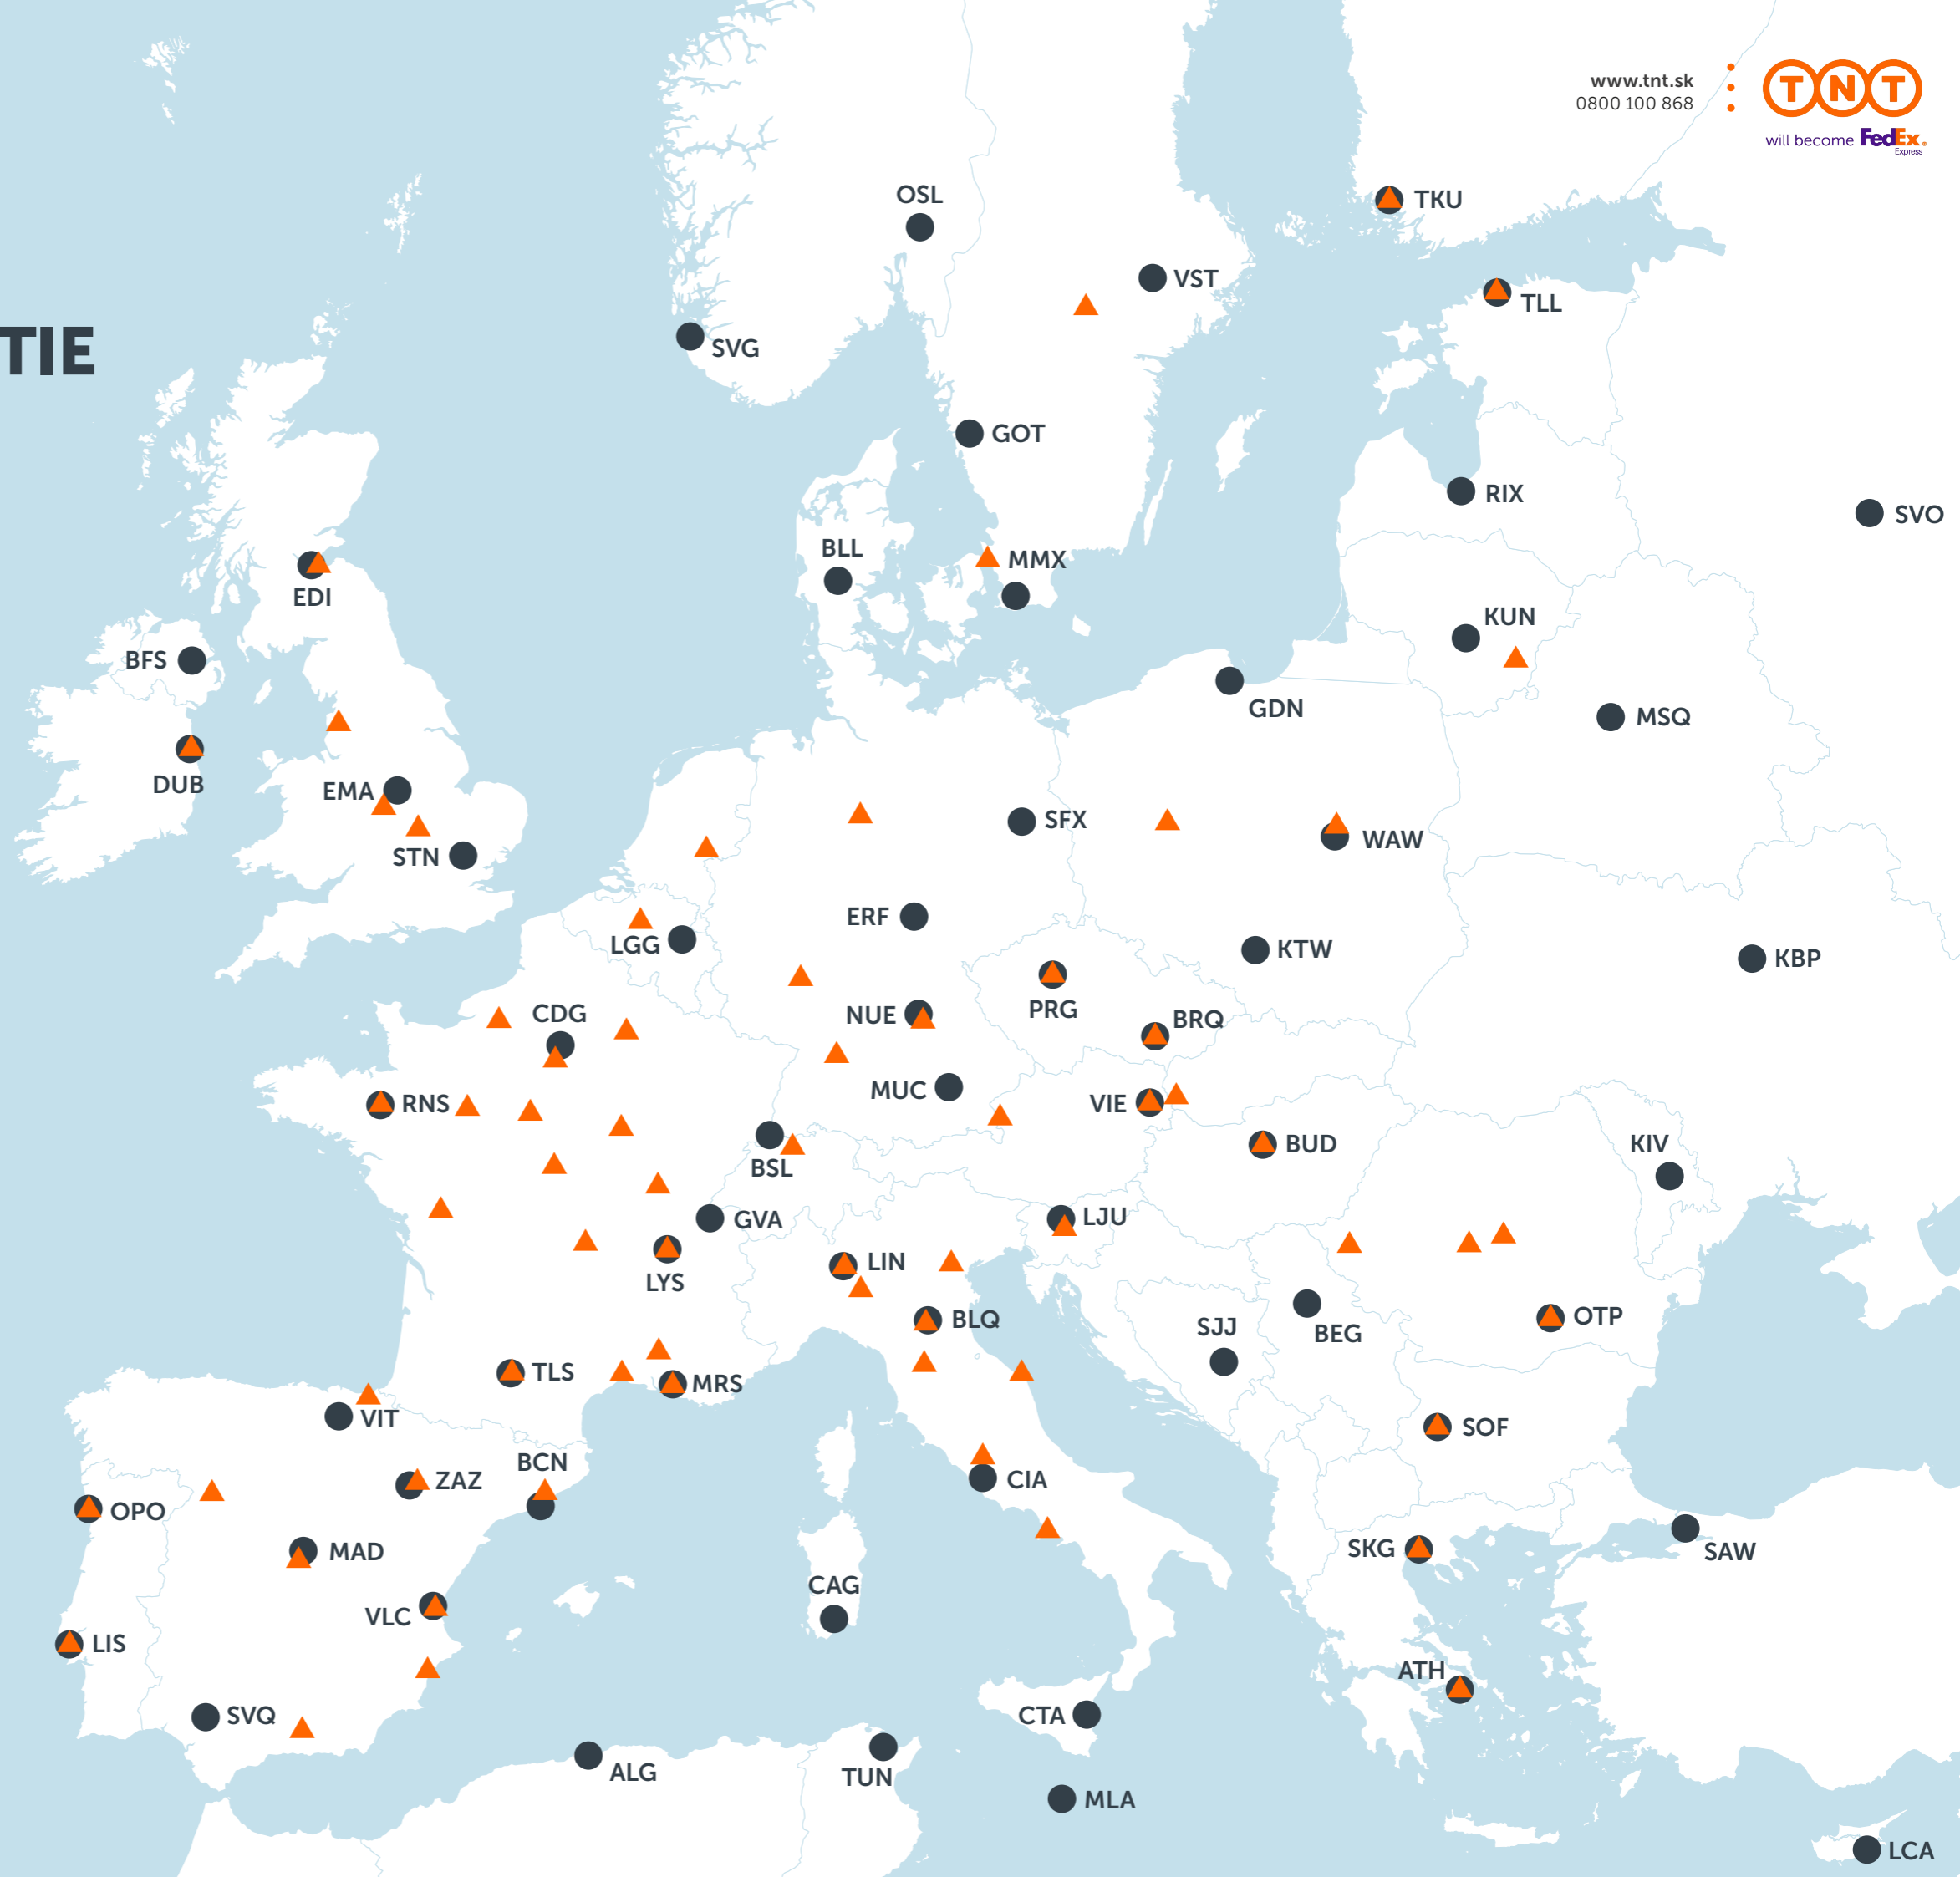 www.tnt.sk
0800 100 868
TNT
will become FedEx®
Express
OSL
TKU
VST
TLL
TIE
SVG
GOT
RIX
SVO
BLL
MMX
EDI
KUN
BFS
GDN
MSQ
DUB
EMA
SFX
WAW
STN
ERF
LGG
KTW
KBP
PRG
CDG
NUE
BRQ
MUC
RNS
VIE
BUD
KIV
BSL
GVA
LJU
LIN
LYS
BLQ
OTP
SJJ
BEG
TLS
MRS
VIT
SOF
BCN
ZAZ
CIA
OPO
MAD
SKG
SAW
CAG
VLC
LIS
ATH
SVQ
CTA
ALG
TUN
MLA
LCA